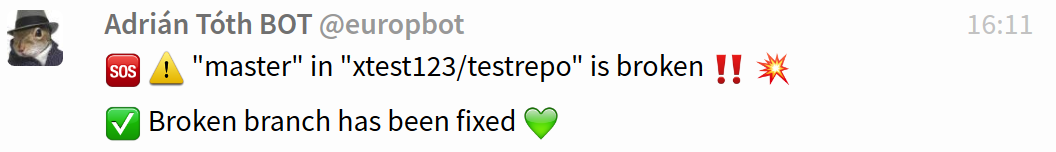 Adrián Tóth BOT @europbot 16:11
🆘 ⚠️ "master" in "xtest123/testrepo" is broken ‼️ 💥
✅ Broken branch has been fixed 💚